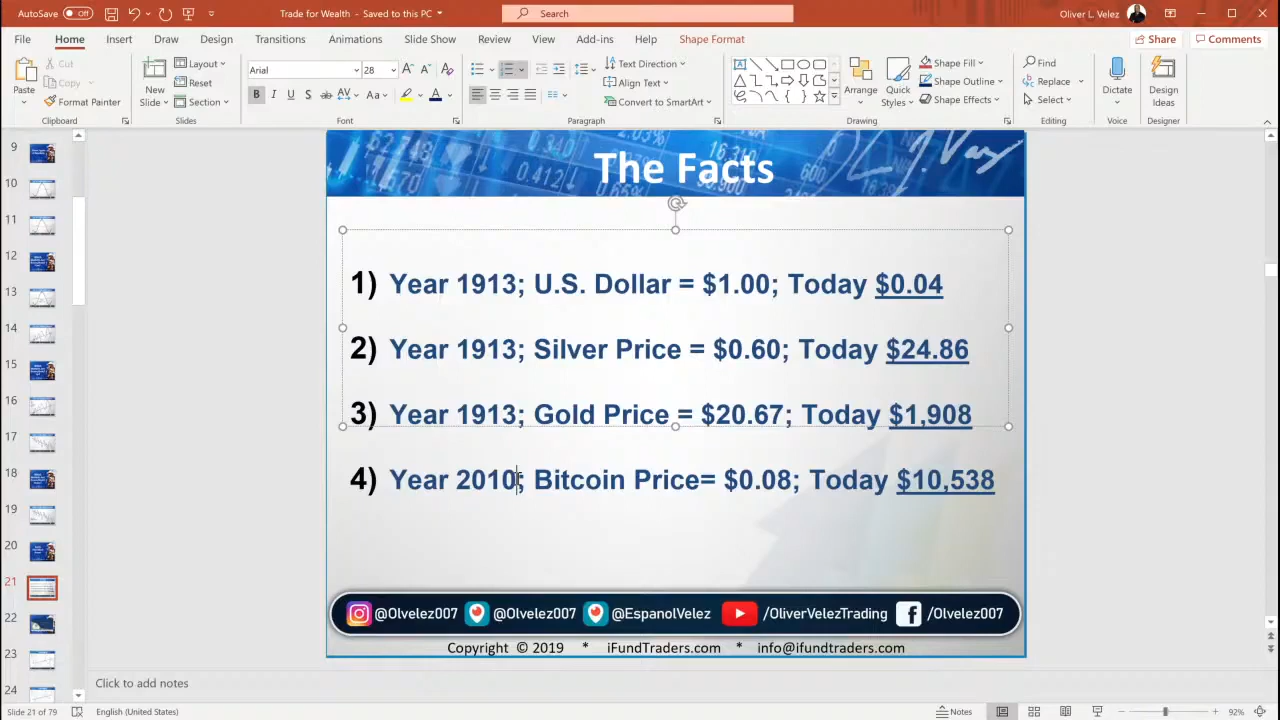 AutoSave Off Trade for Wealth - Saved to this PC Search Oliver L. Velez
File Home Insert Draw Design Transitions Animations Slide Show Review View Add-ins Help Shape Format Share Comments
Cut Layout Arial 28 Text Direction Shape Fill Find
Copy Reset Align Text Shape Outline Replace
Paste Format Painter New Slide Section Convert to SmartArt Arrange Quick Styles Shape Effects Select Dictate Design Ideas
Clipboard Slides Font Paragraph Drawing Editing Voice Designer
9
10
11
12
13
14
15
16
17
18
19
20
21
22
23
24
The Facts
1) Year 1913; U.S. Dollar = $1.00; Today $0.04
2) Year 1913; Silver Price = $0.60; Today $24.86
3) Year 1913; Gold Price = $20.67; Today $1,908
4) Year 2010; Bitcoin Price= $0.08; Today $10,538
@Olvelez007 @Olvelez007 @EspanolVelez /OliverVelezTrading /Olvelez007
Copyright © 2019 * iFundTraders.com * info@ifundtraders.com
Click to add notes
Slide 21 of 79 English (United States) Notes 92%